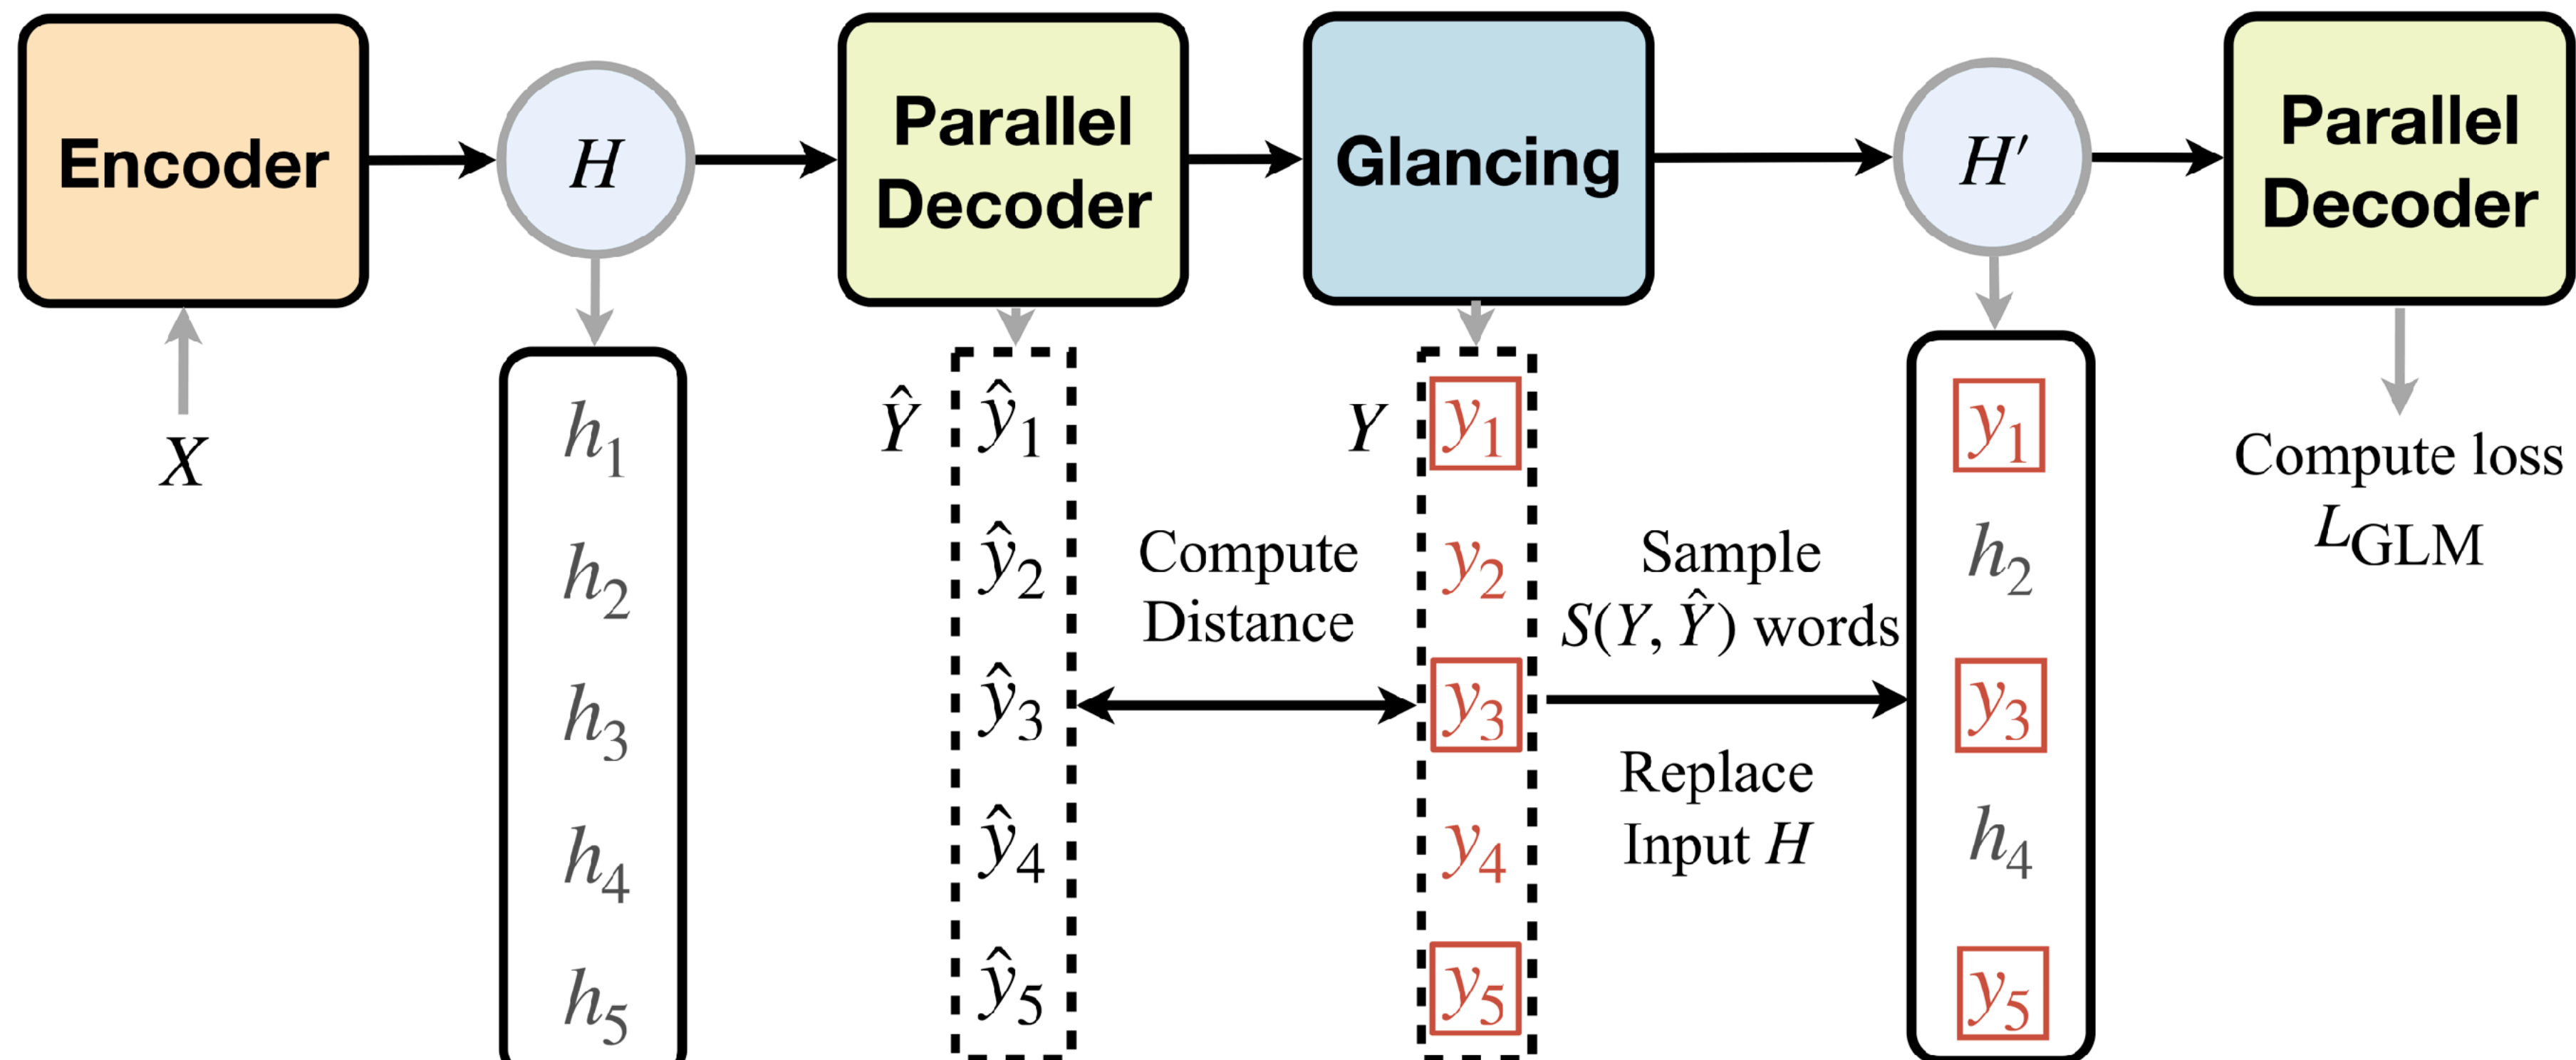 Encoder
H
Parallel
Decoder
Glancing
H′
Parallel
Decoder
X
h1
h2
h3
h4
h5
Ŷ
ŷ1
ŷ2
ŷ3
ŷ4
ŷ5
Compute
Distance
Y
y1
y2
y3
y4
y5
Sample
S(Y, Ŷ) words
Replace
Input H
y1
h2
y3
h4
y5
Compute loss
LGLM